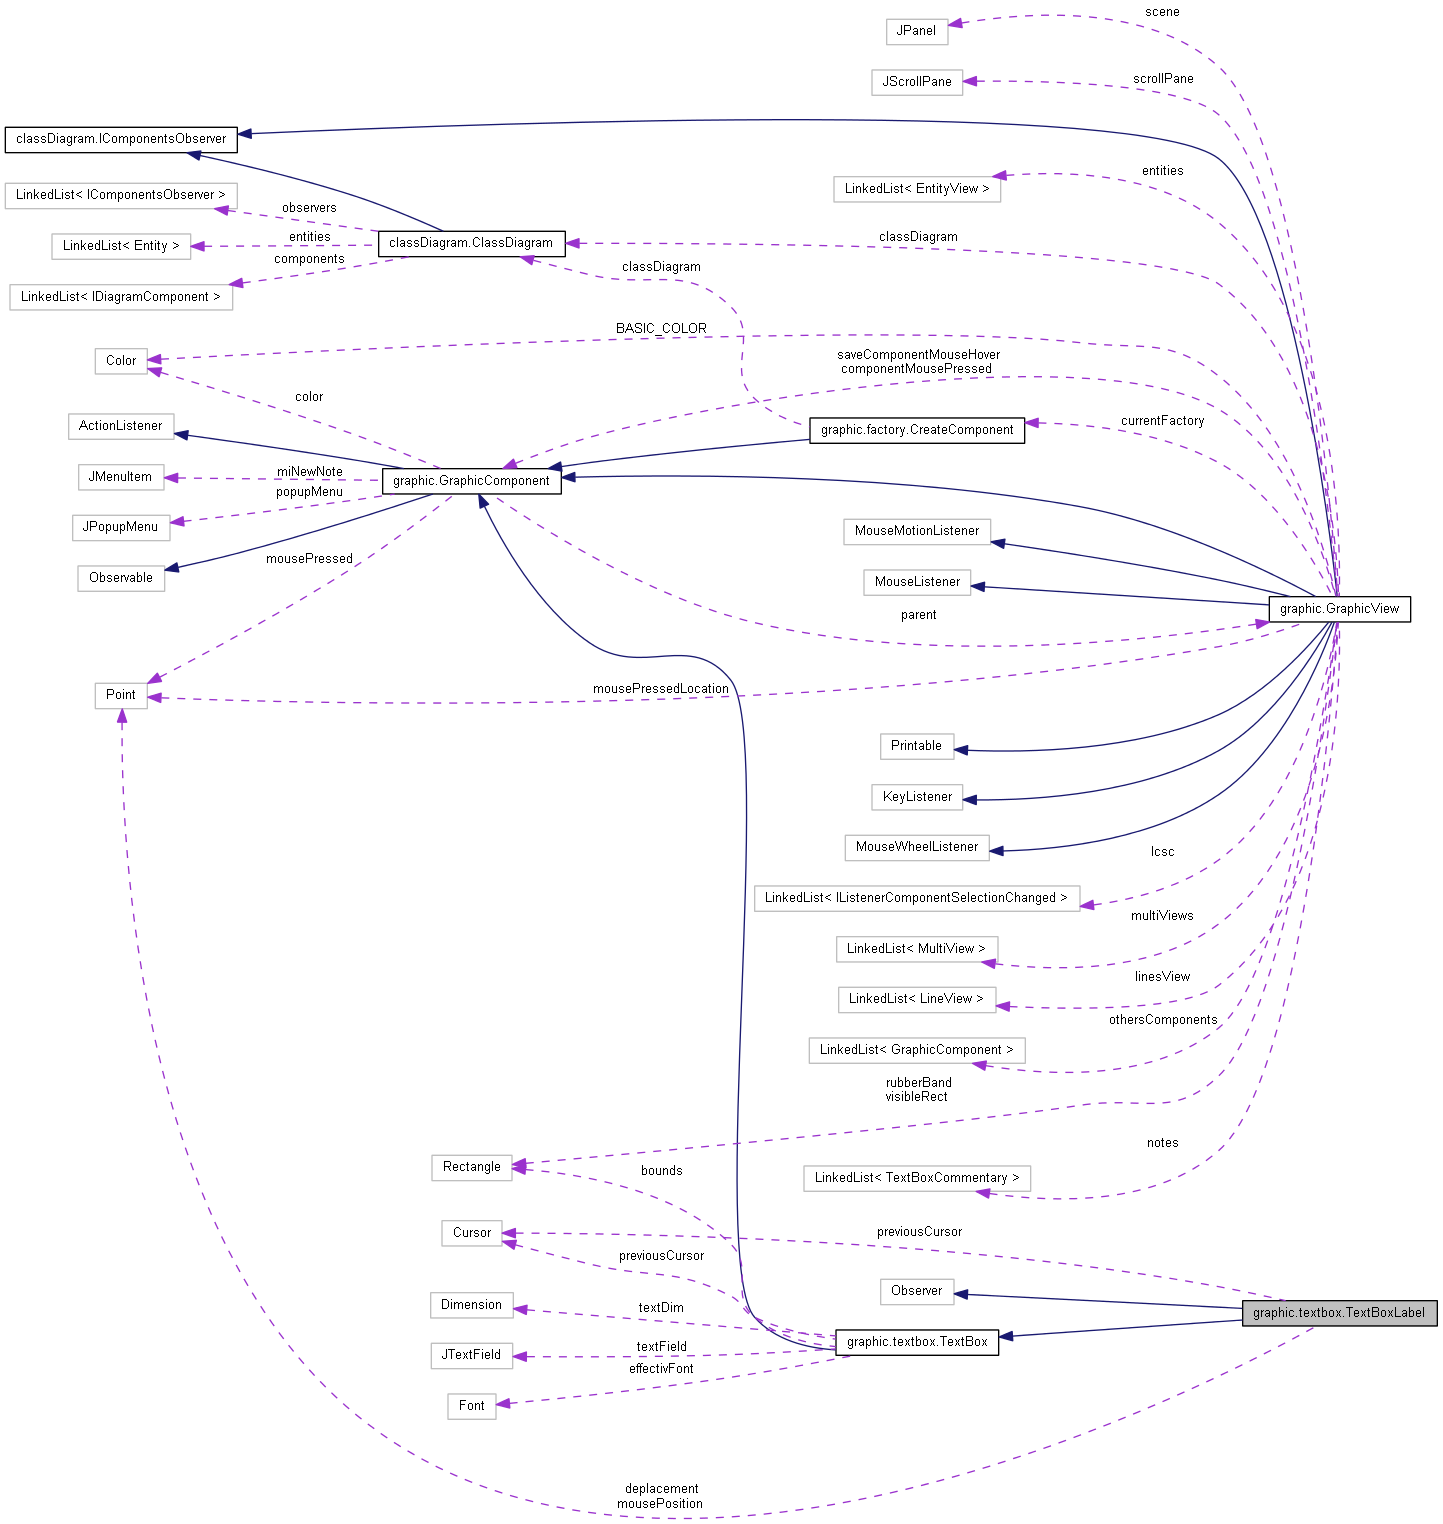 scene
JPanel
scrollPane
JScrollPane
classDiagram.IComponentsObserver
entities
LinkedList< EntityView >
LinkedList< IComponentsObserver >
observers
entities
LinkedList< Entity >
classDiagram.ClassDiagram
classDiagram
components
classDiagram
LinkedList< IDiagramComponent >
BASIC_COLOR
Color
saveComponentMouseHover
componentMousePressed
color
ActionListener
graphic.factory.CreateComponent
currentFactory
JMenuItem
miNewNote
graphic.GraphicComponent
popupMenu
JPopupMenu
MouseMotionListener
mousePressed
Observable
MouseListener
parent
graphic.GraphicView
Point
mousePressedLocation
Printable
KeyListener
MouseWheelListener
lcsc
LinkedList< IListenerComponentSelectionChanged >
multiViews
LinkedList< MultiView >
linesView
LinkedList< LineView >
othersComponents
LinkedList< GraphicComponent >
rubberBand
visibleRect
notes
Rectangle
bounds
LinkedList< TextBoxCommentary >
Cursor
previousCursor
previousCursor
Observer
Dimension
textDim
graphic.textbox.TextBoxLabel
graphic.textbox.TextBox
JTextField
textField
effectivFont
Font
deplacement
mousePosition